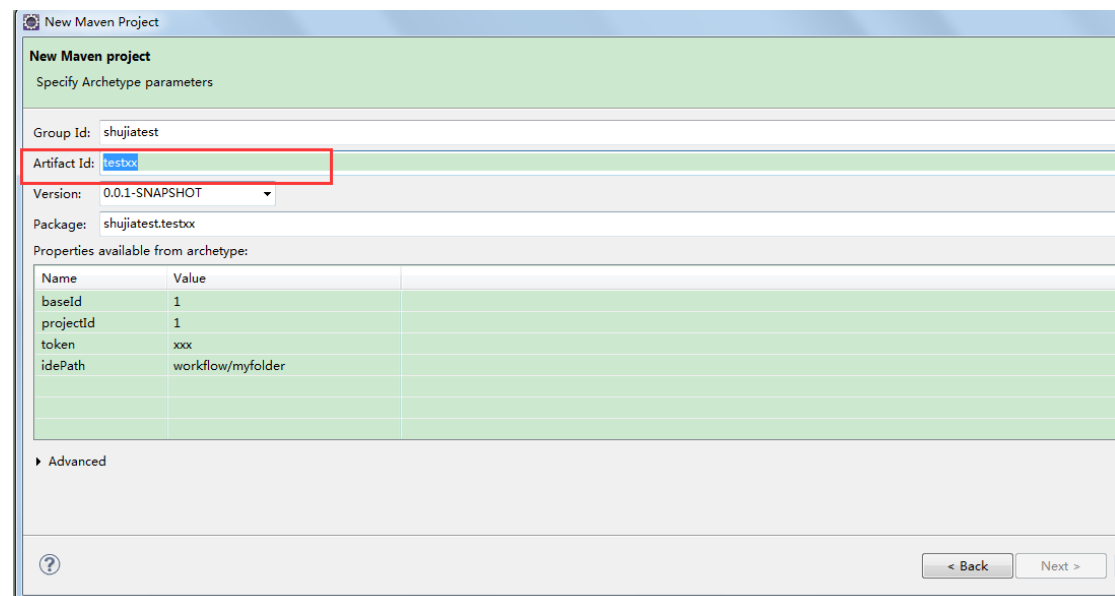 New Maven Project
New Maven project
Specify Archetype parameters
Group Id: shujiatest
Artifact Id: testxx
Version: 0.0.1-SNAPSHOT
Package: shujiatest.testxx
Properties available from archetype:
Name Value
baseId 1
projectId 1
token xxx
idePath workflow/myfolder
Advanced
?
< Back Next >